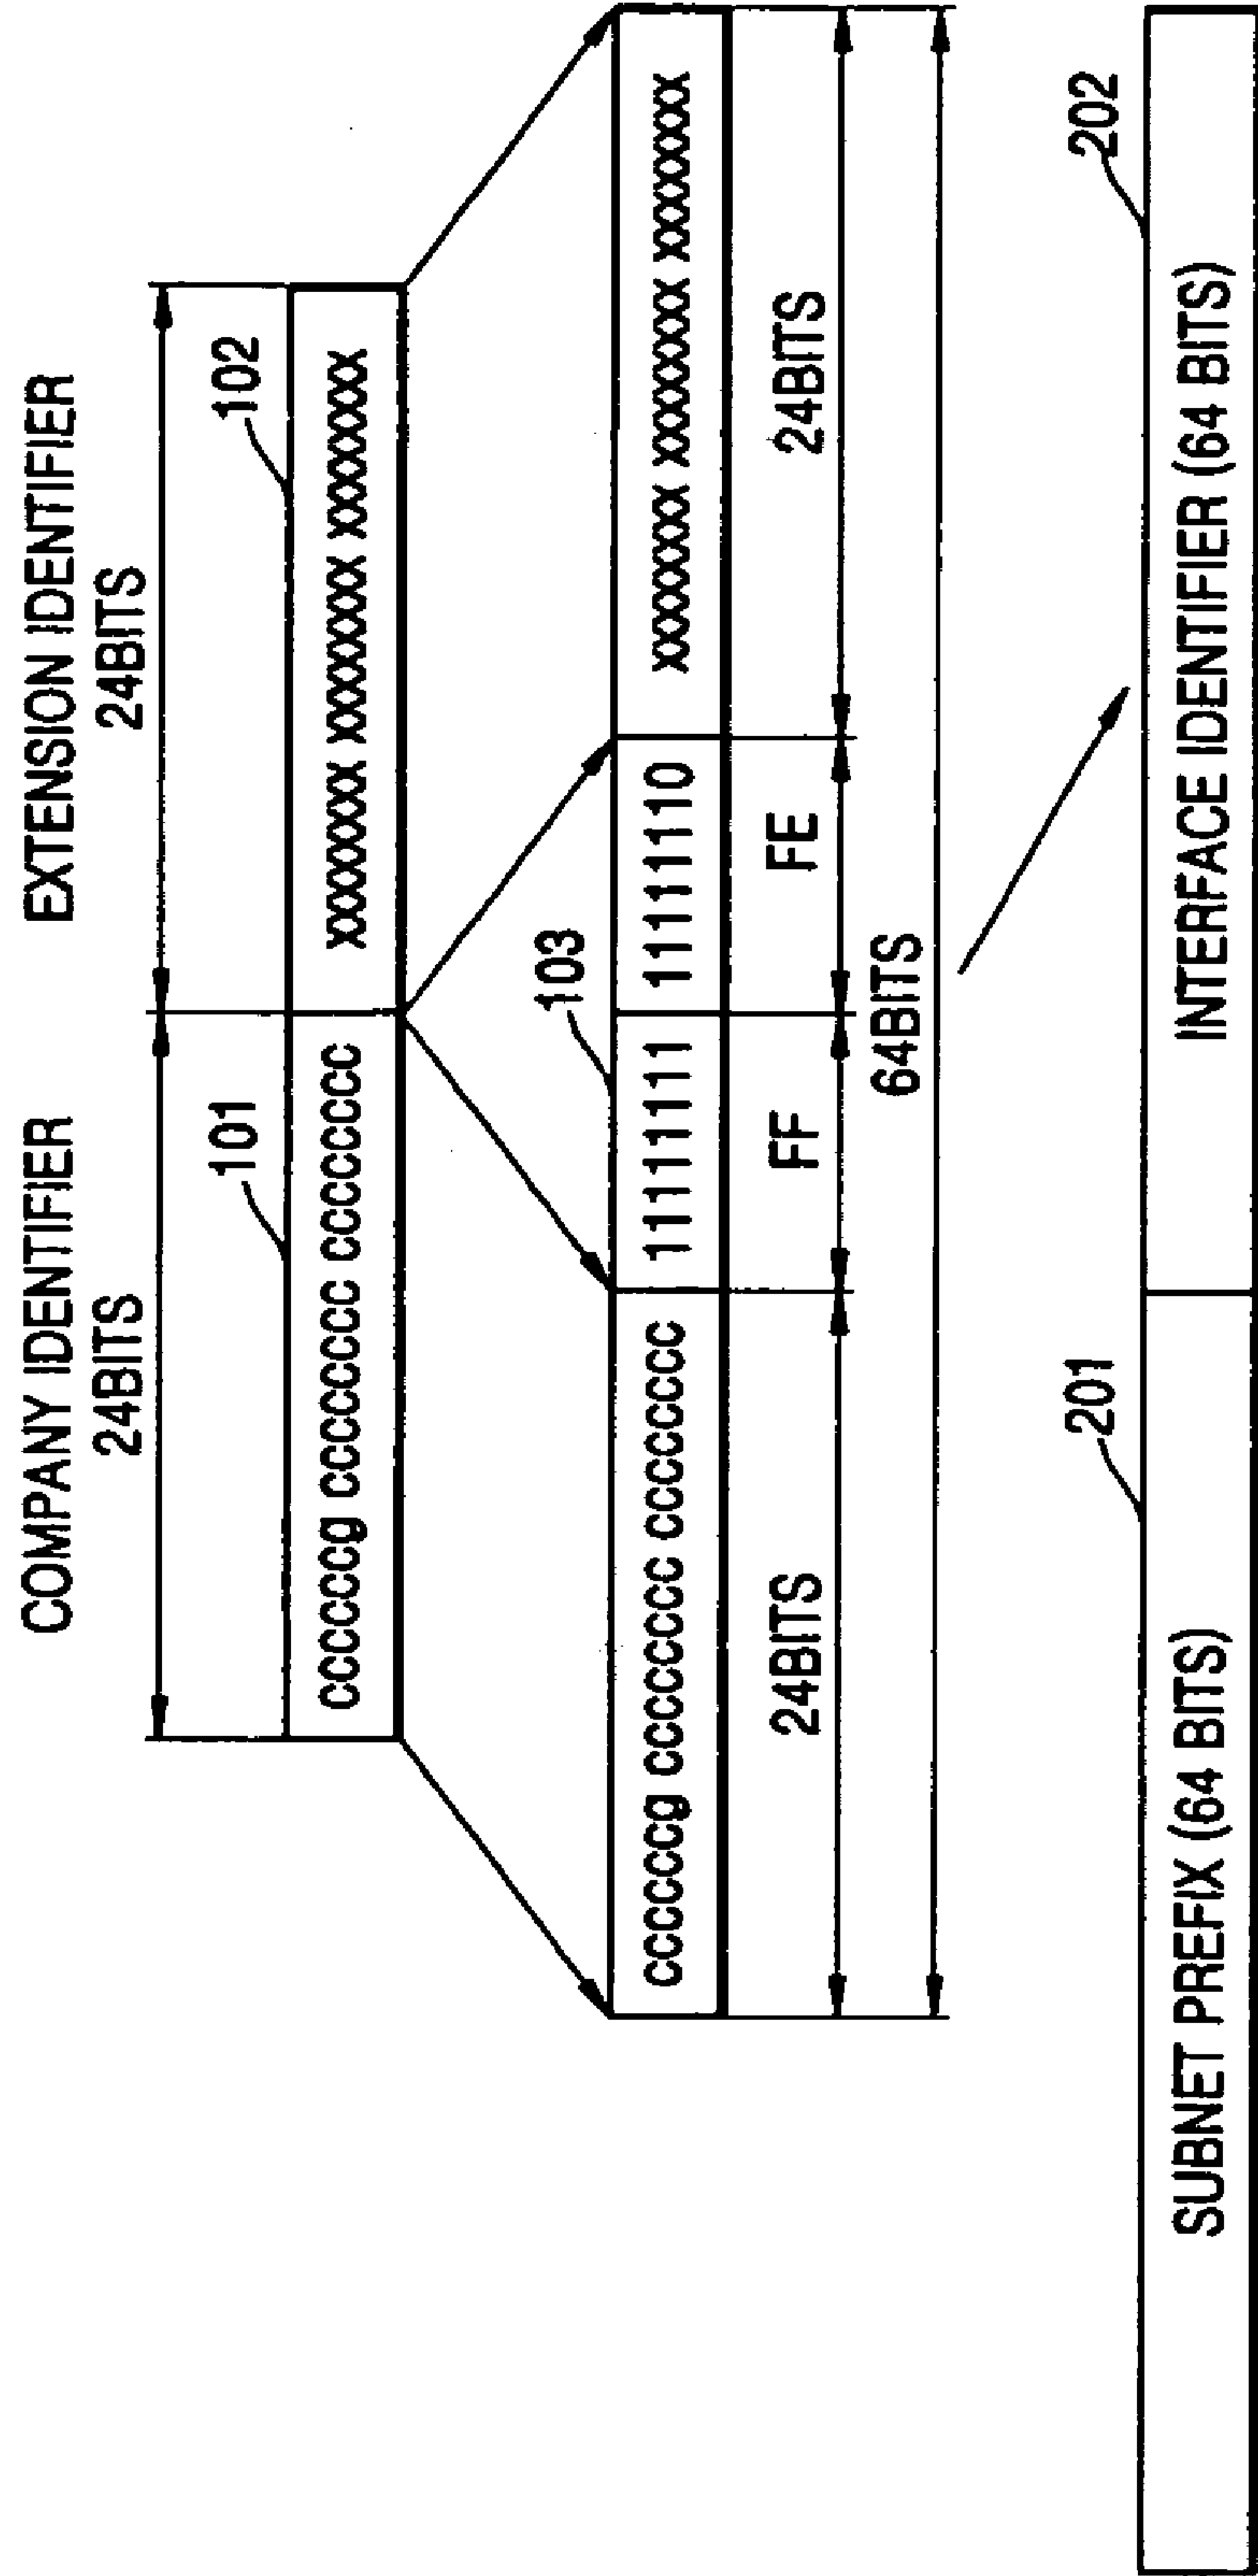 COMPANY IDENTIFIER
24BITS
EXTENSION IDENTIFIER
24BITS
101
102
ccccccg cccccccc cccccccc
xxxxxxxx xxxxxxxx xxxxxxxx
103
ccccccg cccccccc cccccccc
11111111
11111110
xxxxxxxx xxxxxxxx xxxxxxxx
24BITS
FF
FE
24BITS
64BITS
201
202
SUBNET PREFIX (64 BITS)
INTERFACE IDENTIFIER (64 BITS)